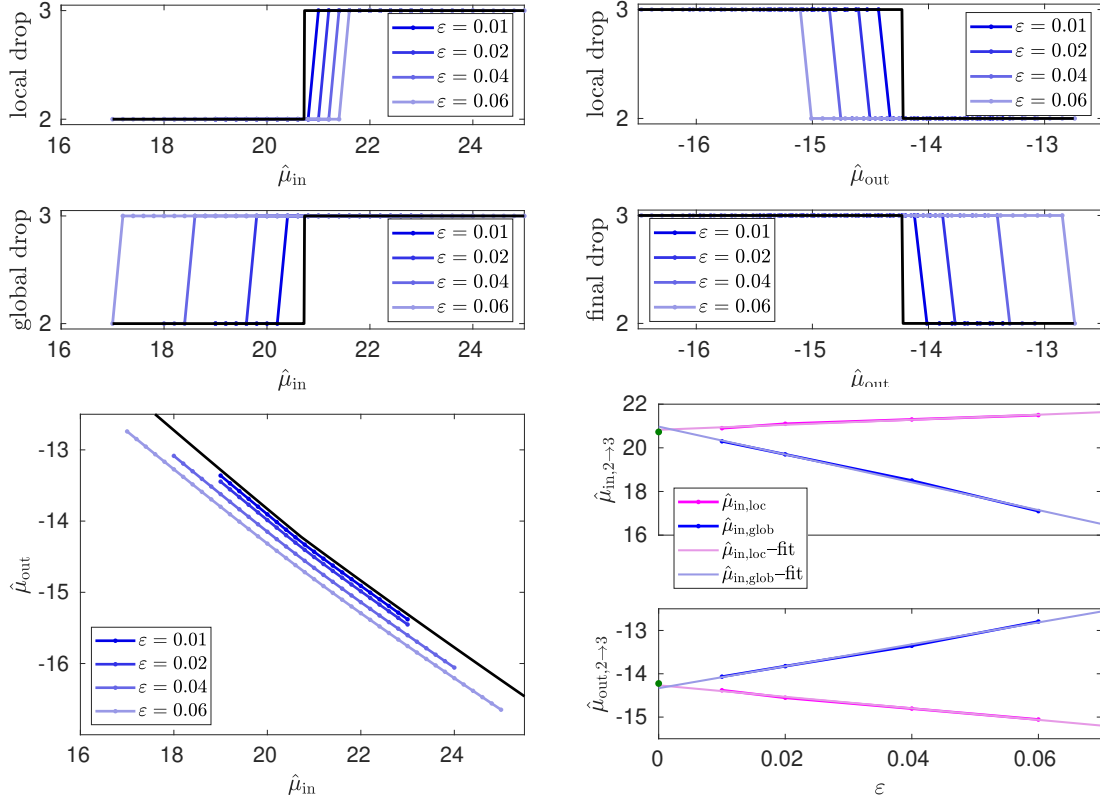 3
local drop
2
ε = 0.01
ε = 0.02
ε = 0.04
ε = 0.06
16 18 20 22 24
μ̂in
3
local drop
2
ε = 0.01
ε = 0.02
ε = 0.04
ε = 0.06
-16 -15 -14 -13
μ̂out
3
global drop
2
ε = 0.01
ε = 0.02
ε = 0.04
ε = 0.06
16 18 20 22 24
μ̂in
3
final drop
2
ε = 0.01
ε = 0.02
ε = 0.04
ε = 0.06
-16 -15 -14 -13
μ̂out
-13
-14
-15
-16
μ̂out
ε = 0.01
ε = 0.02
ε = 0.04
ε = 0.06
16 18 20 22 24
μ̂in
22
20
18
16
μ̂in,2→3
μ̂in,loc
μ̂in,glob
μ̂in,loc–fit
μ̂in,glob–fit
-13
-14
-15
μ̂out,2→3
0 0.02 0.04 0.06
ε